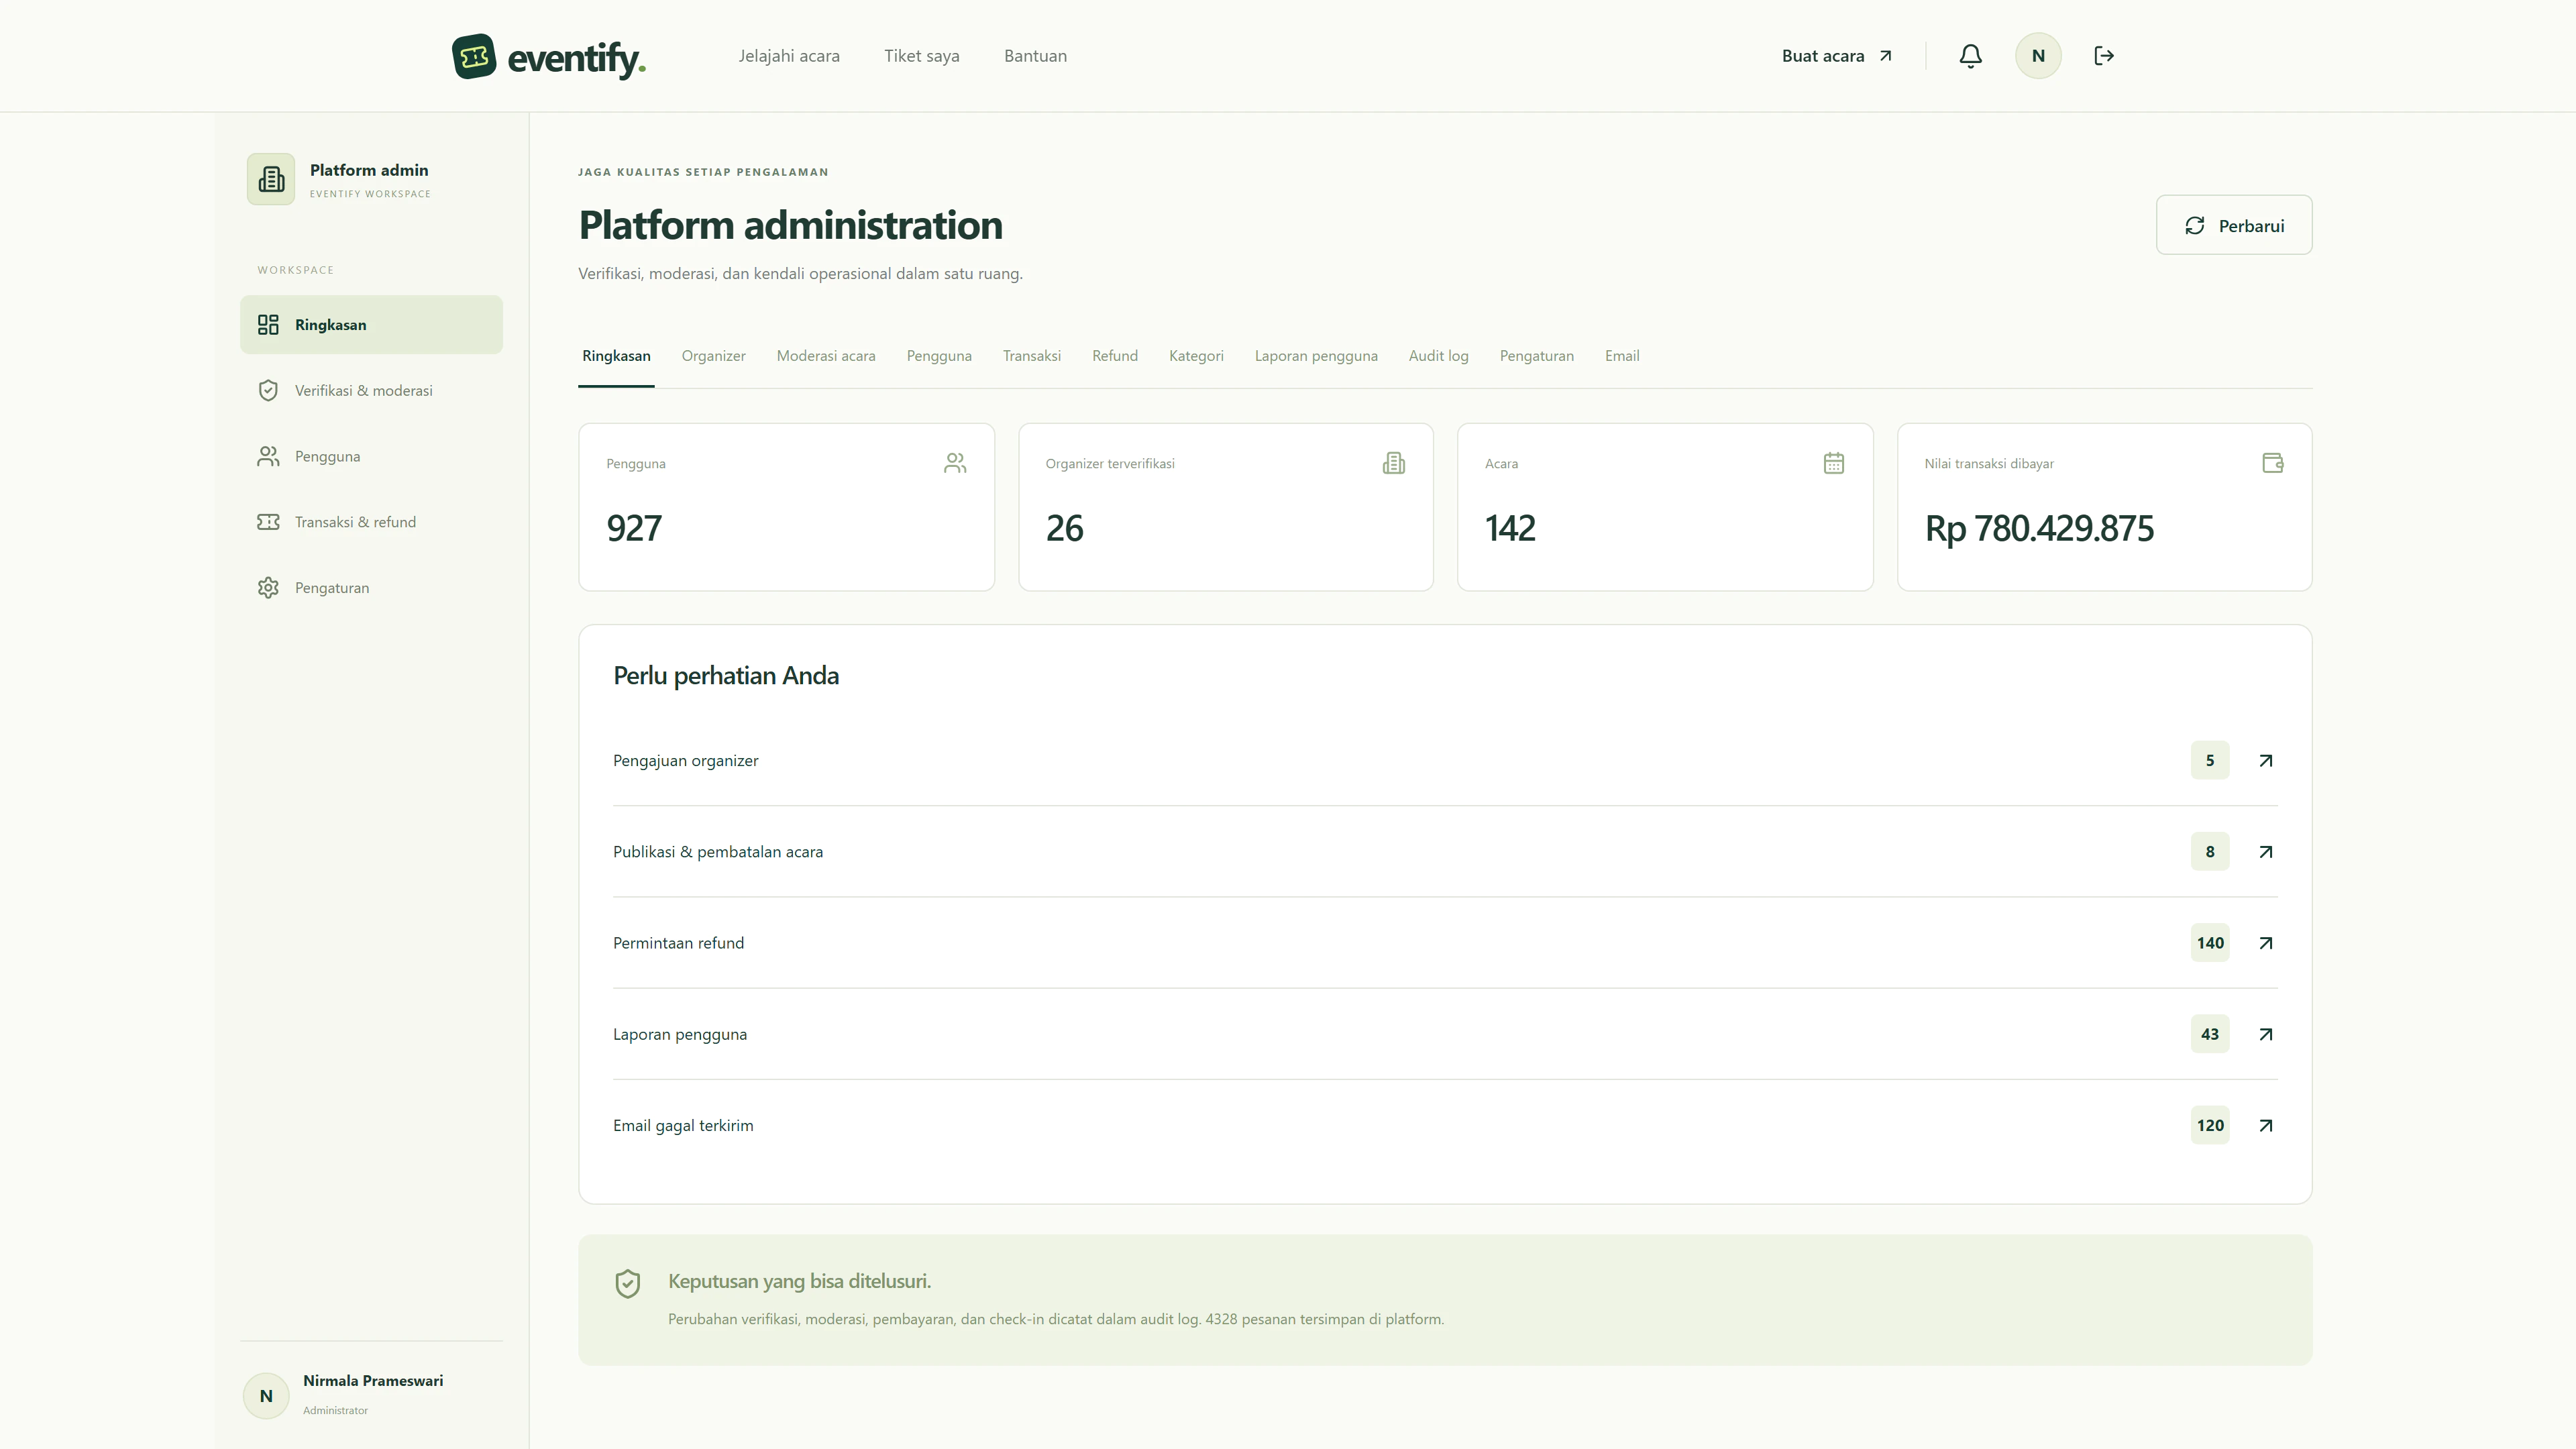 eventify.
Jelajahi acara
Tiket saya
Bantuan
Buat acara
N
Platform admin
EVENTIFY WORKSPACE
WORKSPACE
Ringkasan
Verifikasi & moderasi
Pengguna
Transaksi & refund
Pengaturan
N
Nirmala Prameswari
Administrator
JAGA KUALITAS SETIAP PENGALAMAN
Platform administration
Verifikasi, moderasi, dan kendali operasional dalam satu ruang.
Perbarui
Ringkasan
Organizer
Moderasi acara
Pengguna
Transaksi
Refund
Kategori
Laporan pengguna
Audit log
Pengaturan
Email
Pengguna
927
Organizer terverifikasi
26
Acara
142
Nilai transaksi dibayar
Rp 780.429.875
Perlu perhatian Anda
Pengajuan organizer
5
Publikasi & pembatalan acara
8
Permintaan refund
140
Laporan pengguna
43
Email gagal terkirim
120
Keputusan yang bisa ditelusuri.
Perubahan verifikasi, moderasi, pembayaran, dan check-in dicatat dalam audit log. 4328 pesanan tersimpan di platform.